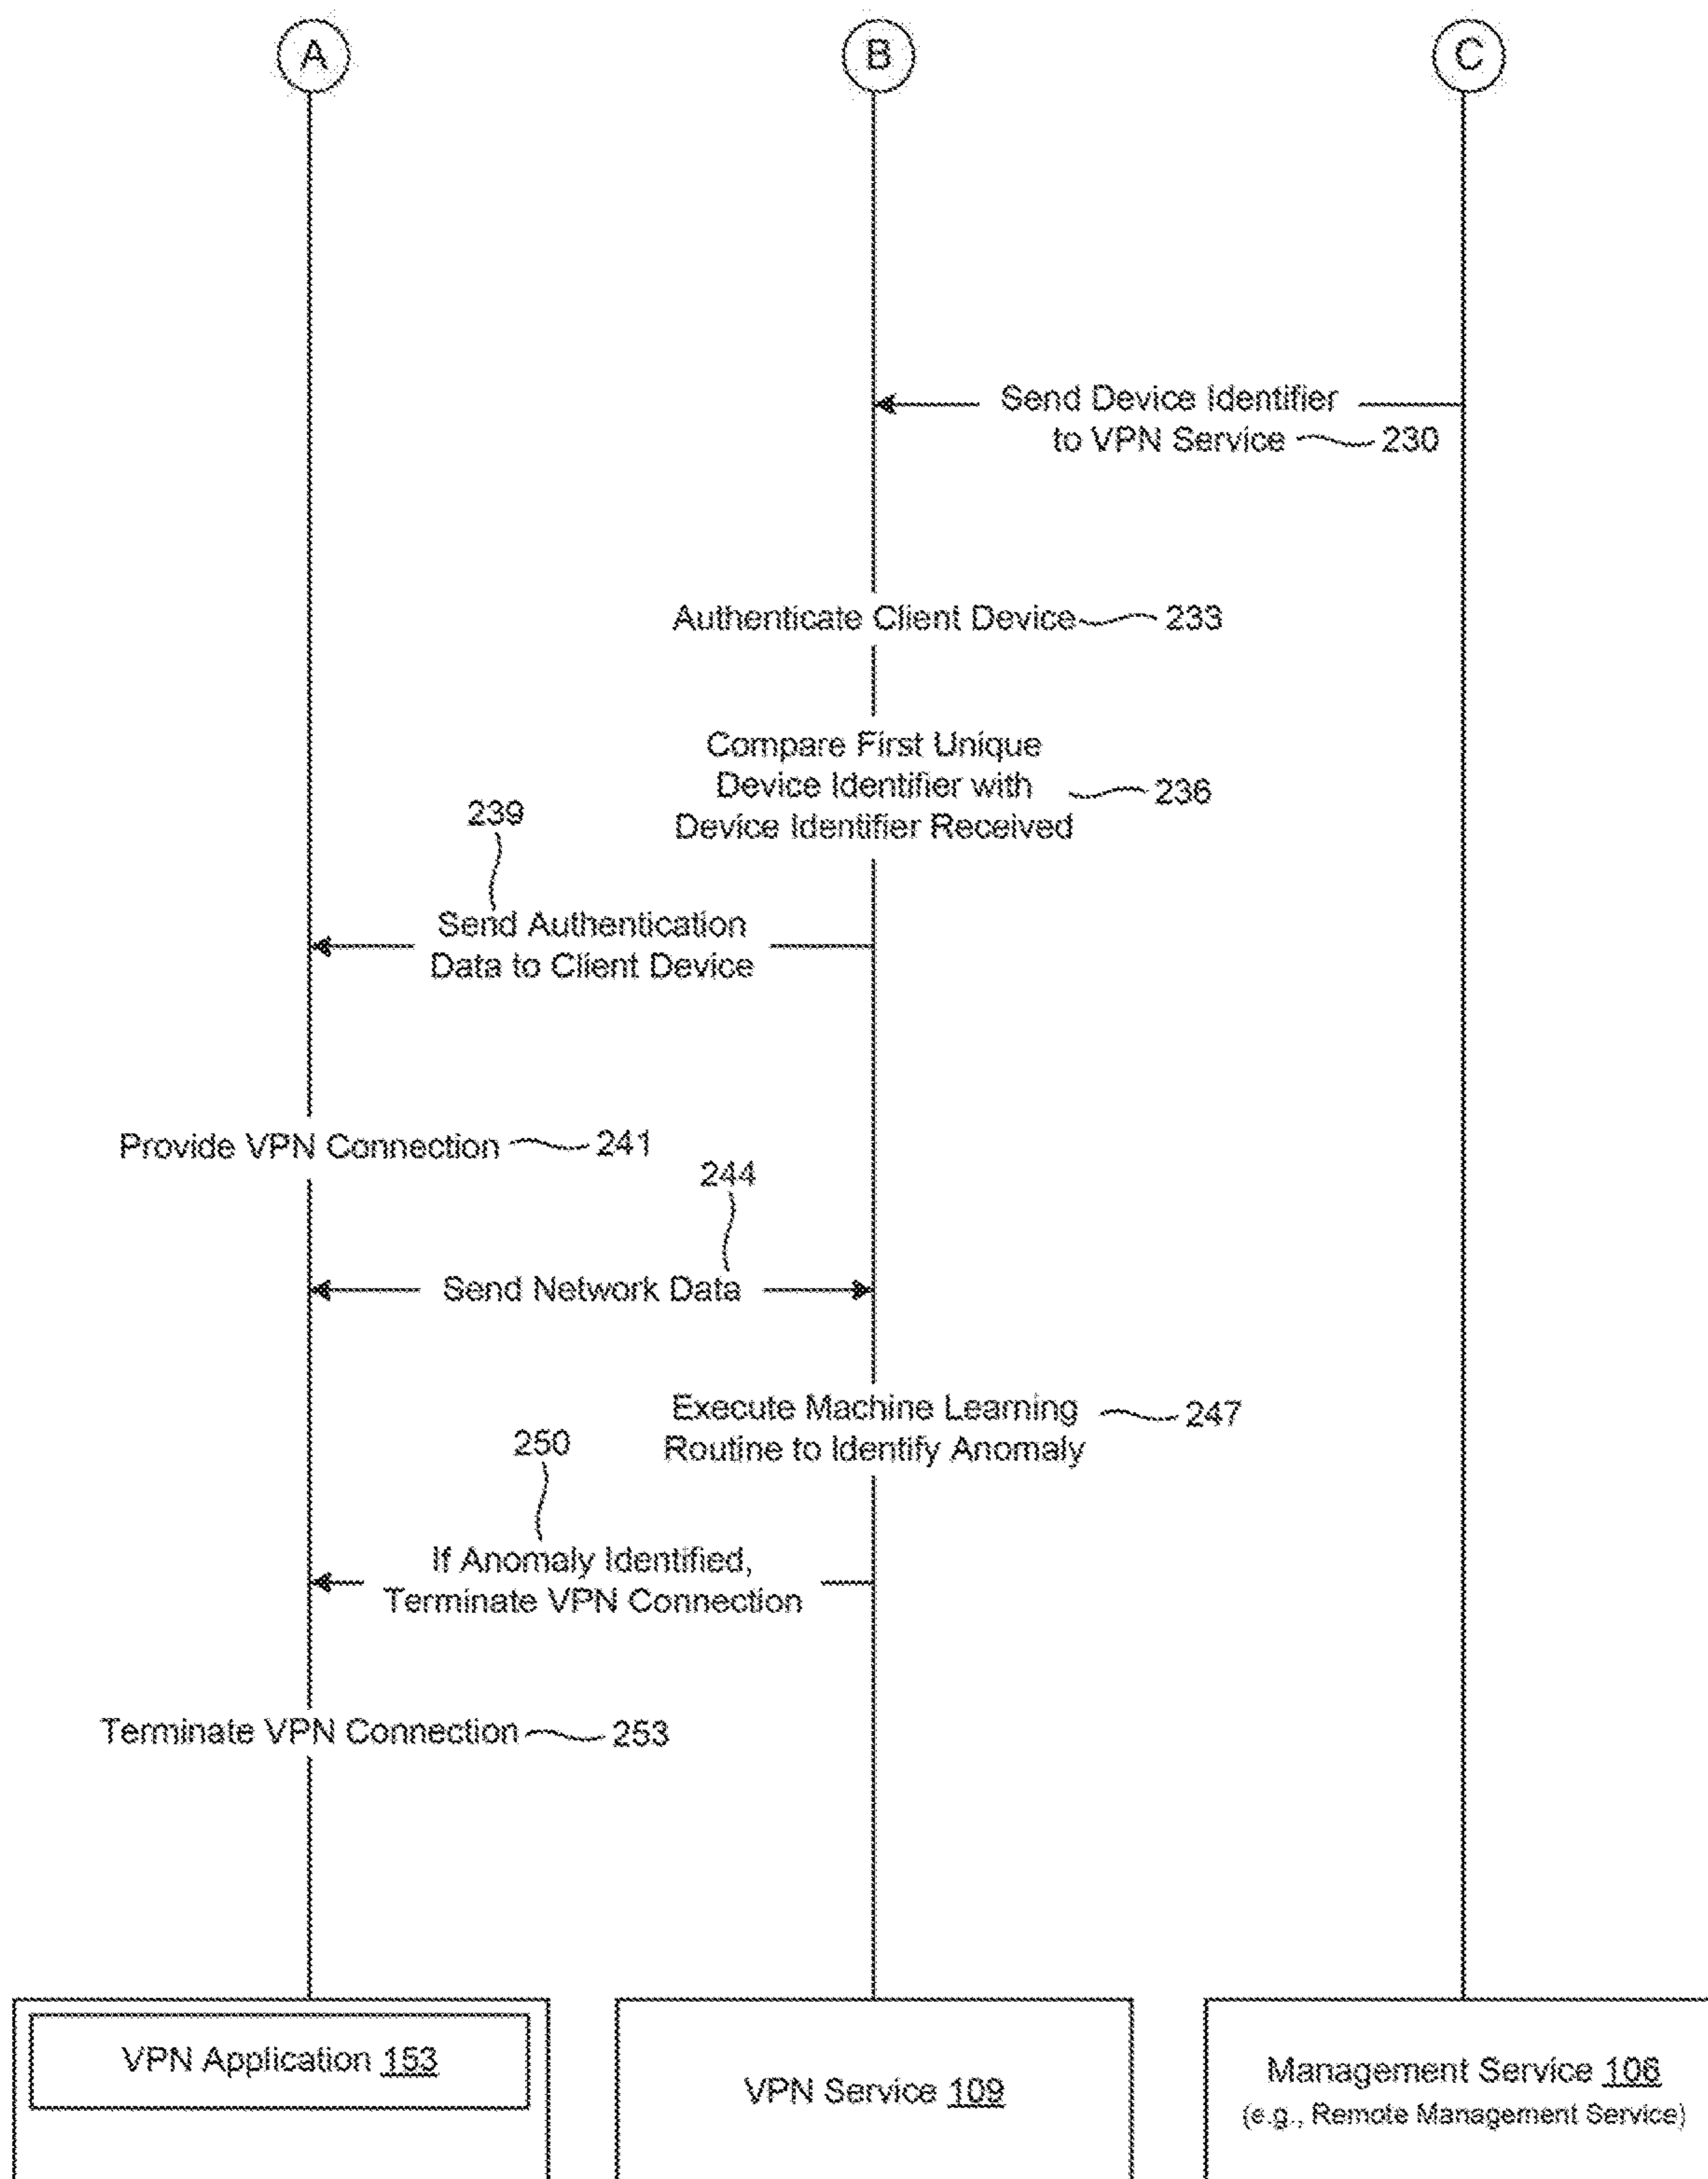 A
B
C
Send Device Identifier
to VPN Service
230
Authenticate Client Device
233
Compare First Unique
Device Identifier with
Device Identifier Received
236
239
Send Authentication
Data to Client Device
Provide VPN Connection
241
244
Send Network Data
Execute Machine Learning
Routine to Identify Anomaly
247
250
If Anomaly Identified,
Terminate VPN Connection
Terminate VPN Connection
253
VPN Application 153
VPN Service 109
Management Service 106
(e.g., Remote Management Service)